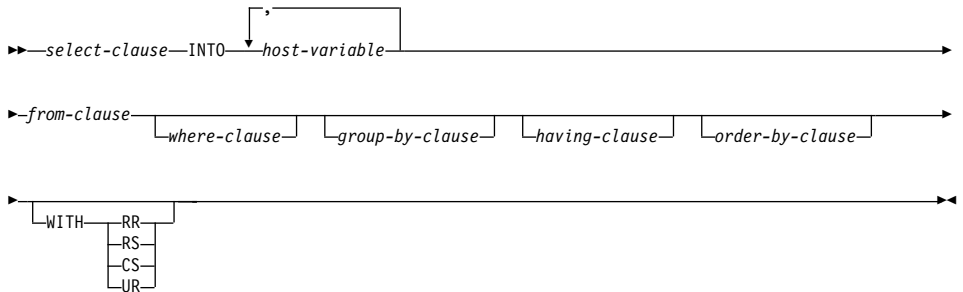 ,
select-clause INTO host-variable
from-clause
where-clause group-by-clause having-clause order-by-clause
WITH RR
RS
CS
UR